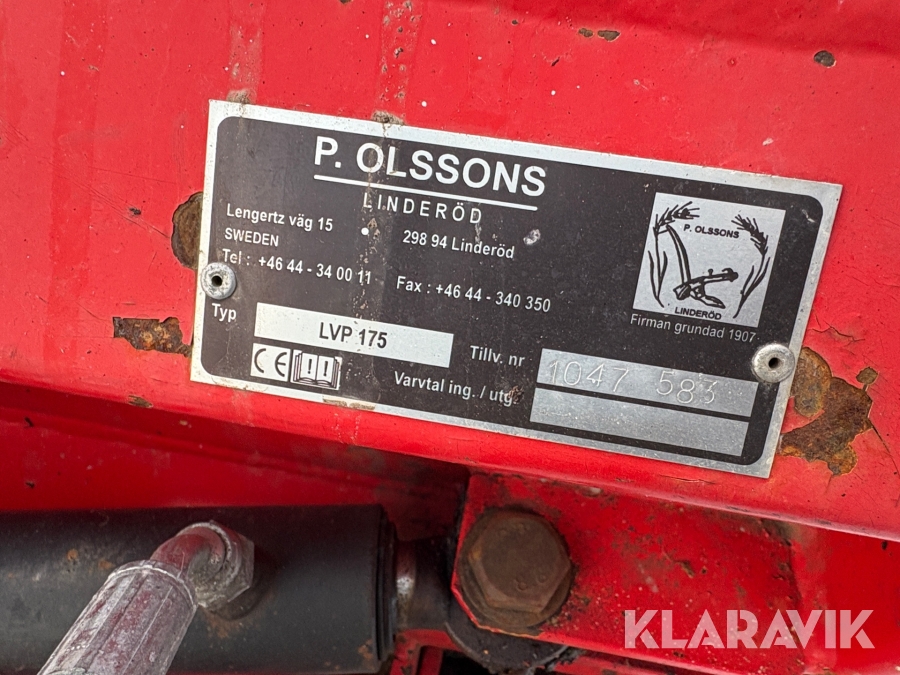 P. OLSSONS
LINDERÖD
Lengertz väg 15 • 298 94 Linderöd
SWEDEN
Tel : +46 44 - 34 00 11 Fax : +46 44 - 340 350
P. OLSSONS
LINDERÖD
Firman grundad 1907
Typ LVP 175 Tillv. nr 1047 583
CE
Varvtal ing. / utg.
KLARAVIK